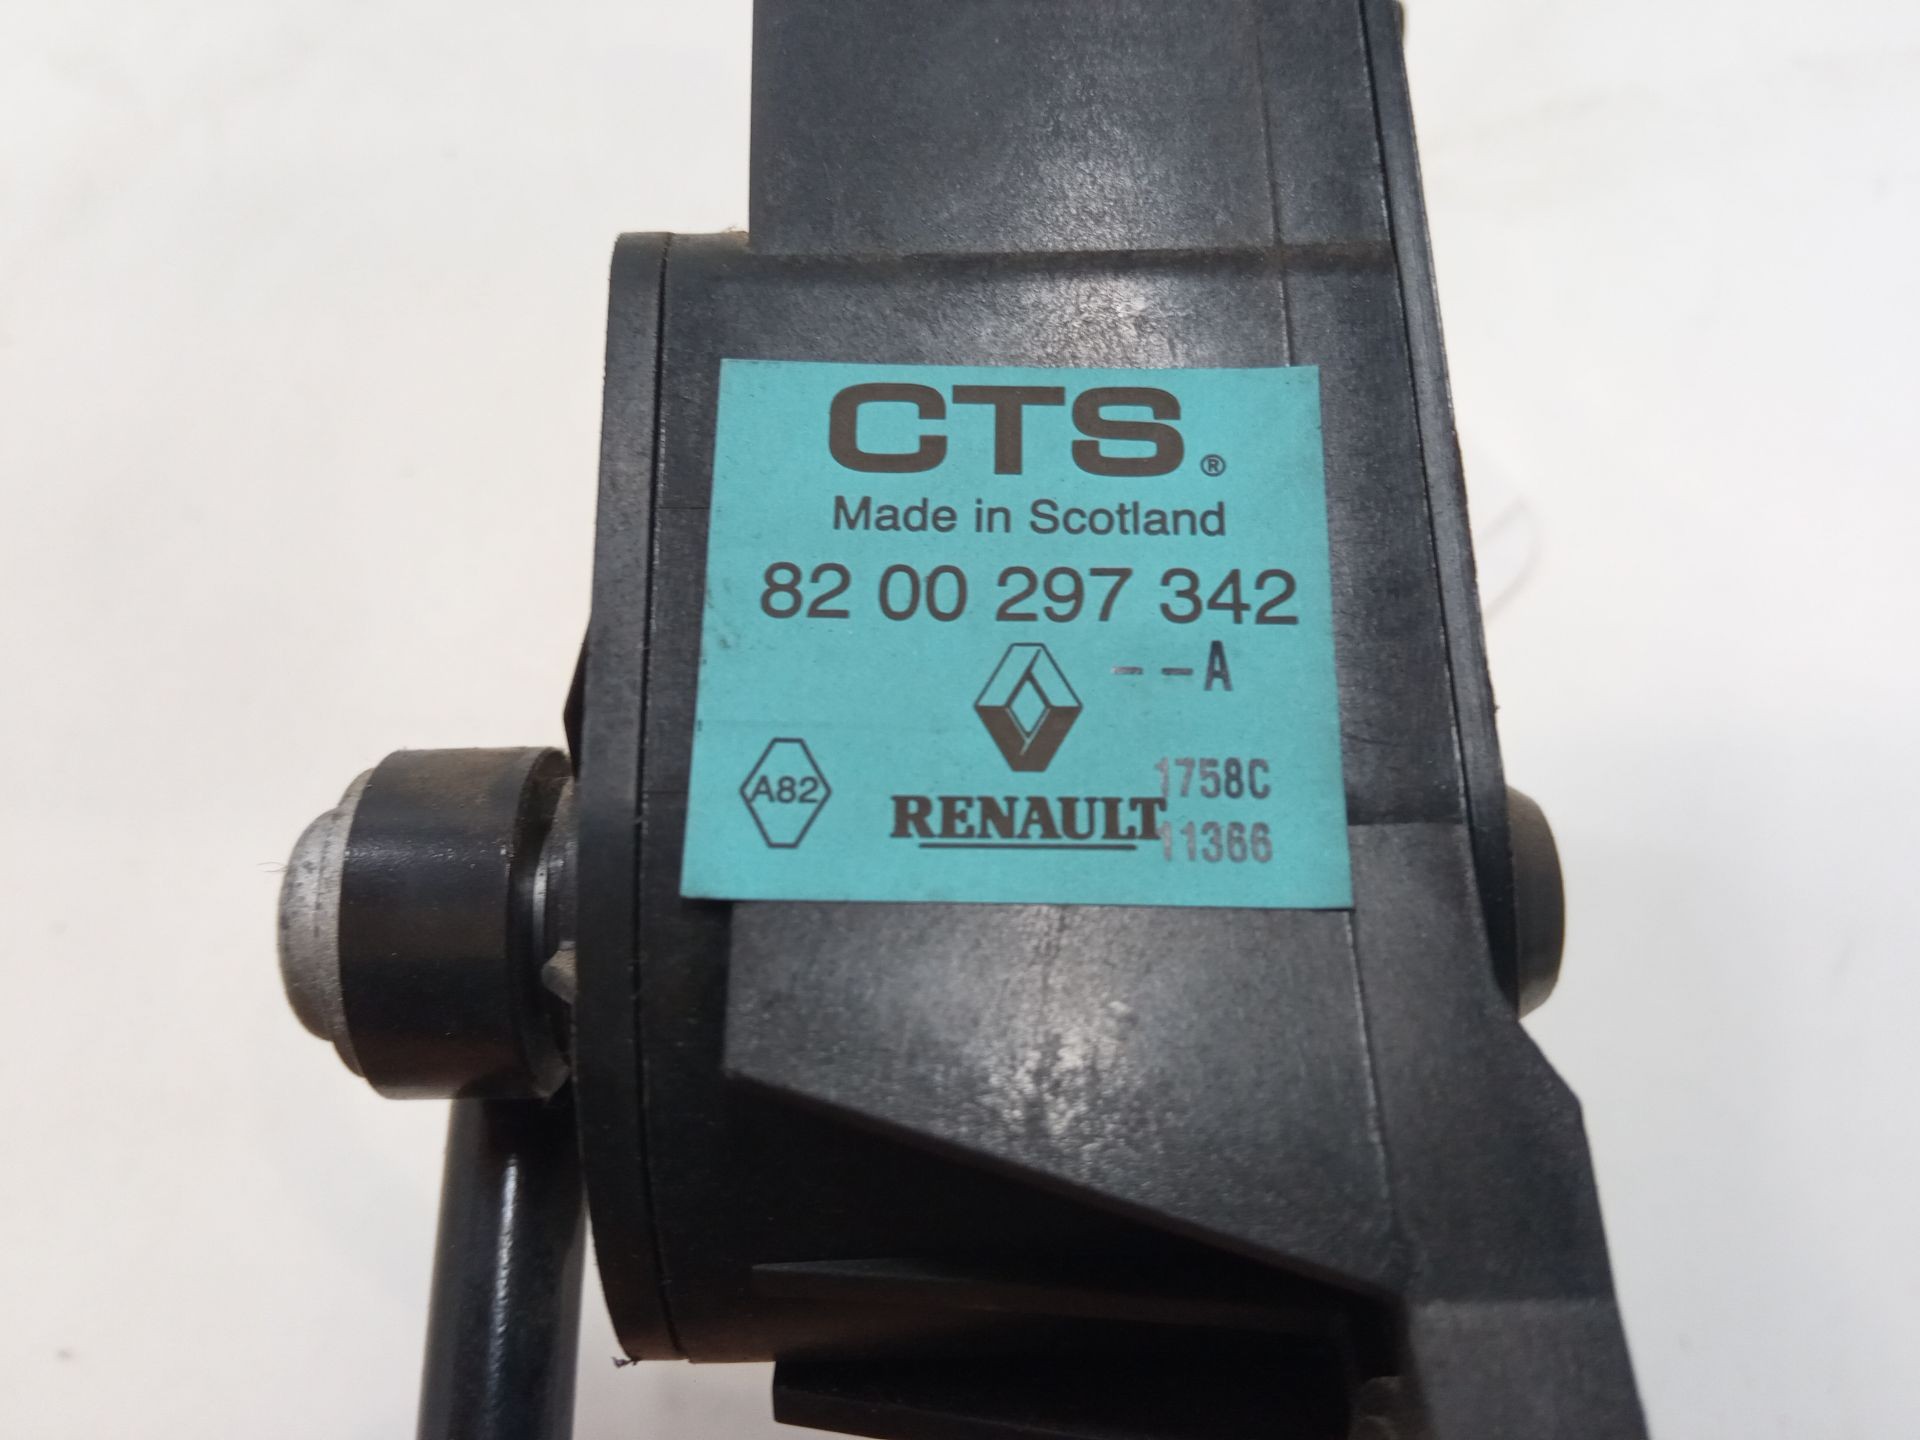 CTS®
Made in Scotland
82 00 297 342
--A
A82
RENAULT
1758C
11366